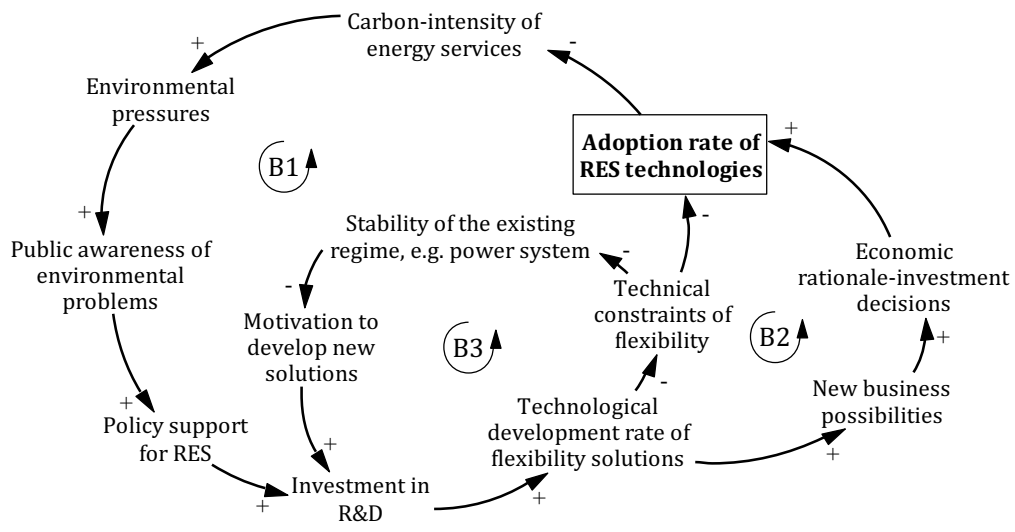 Carbon-intensity of
energy services
-
+
Environmental
pressures
Adoption rate of
RES technologies
+
B1
+
-
Stability of the existing
regime, e.g. power system
-
Public awareness of
environmental
problems
Economic
rationale-investment
decisions
Technical
constraints of
flexibility
-
Motivation to
develop new
solutions
B3
B2
+
-
New business
possibilities
+
Technological
development rate of
flexibility solutions
Policy support
for RES
+
+
Investment in
R&D
+
+